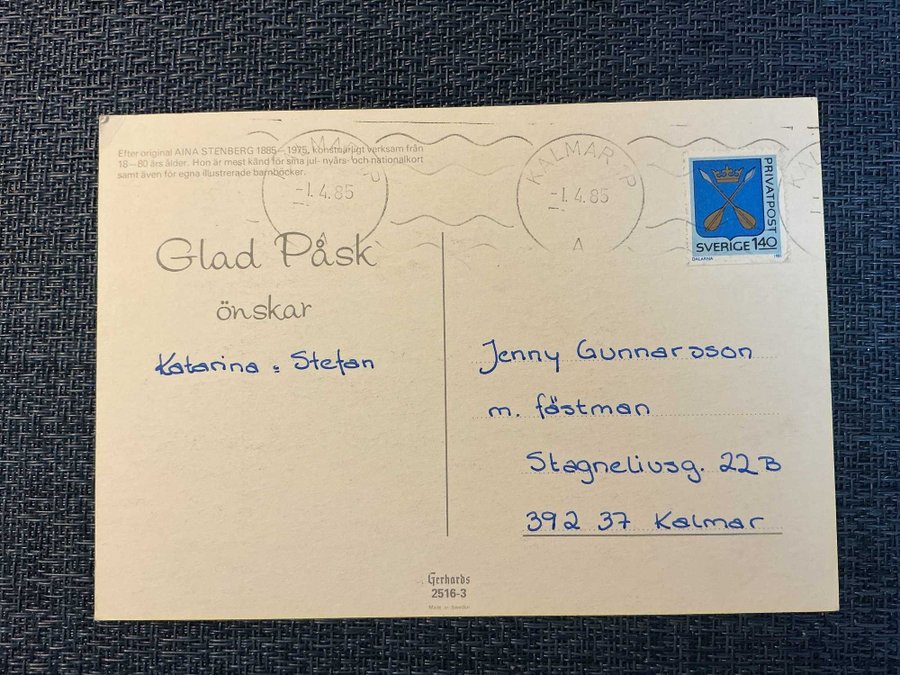 Efter original AINA STENBERG 1885–1975, konstnärligt verksam från
18–80 års ålder. Hon är mest känd för sina jul- nyårs- och nationalkort
samt även för egna illustrerade barnböcker.
KALMAR P
-1.4.85
KALMAR P
-1.4.85
A
KA
PRIVATPOST
SVERIGE 140
DALARNA
Glad Påsk
önskar
Katarina & Stefan
Jenny Gunnarsson
m. fästman
Stagneliusg. 22B
392 37 Kalmar
Gerhards
2516-3
Made in Sweden